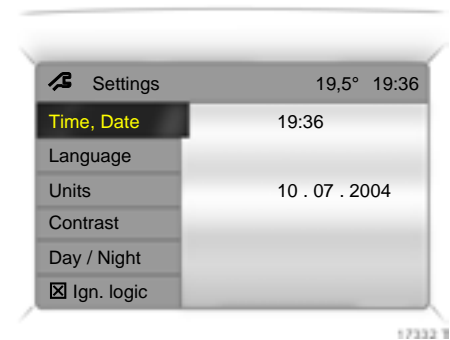 Settings 19,5° 19:36
Time, Date 19:36
Language
Units 10 . 07 . 2004
Contrast
Day / Night
Ign. logic
17332 T